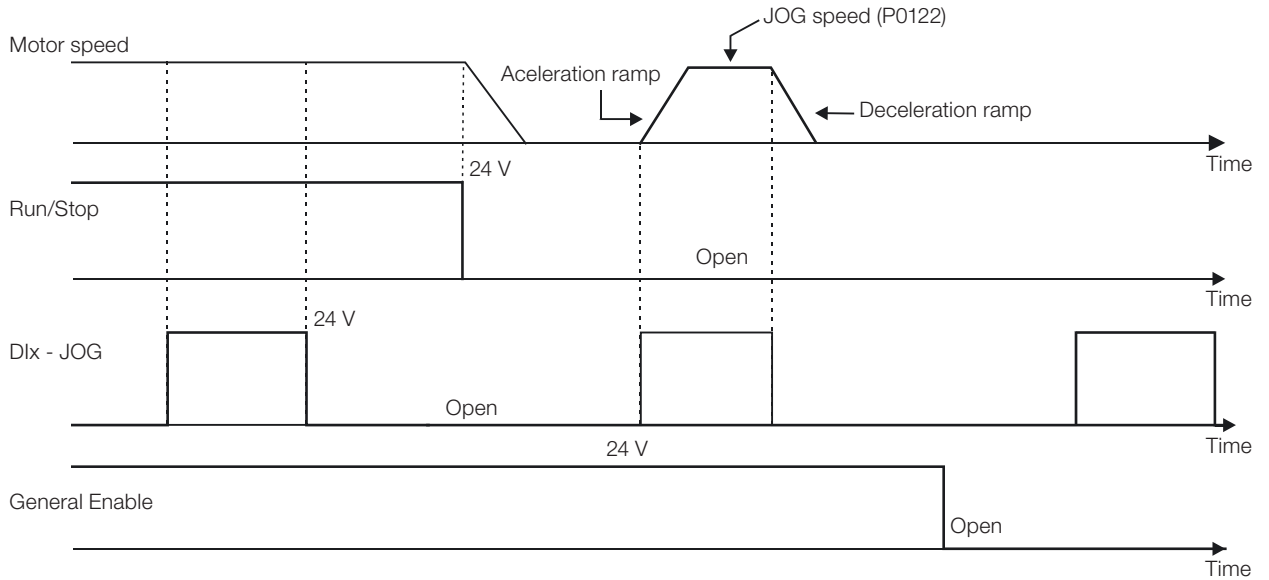 JOG speed (P0122)
Motor speed
Aceleration ramp
Deceleration ramp
Time
24 V
Run/Stop
Open
Time
24 V
DIx - JOG
Open
Time
24 V
General Enable
Open
Time